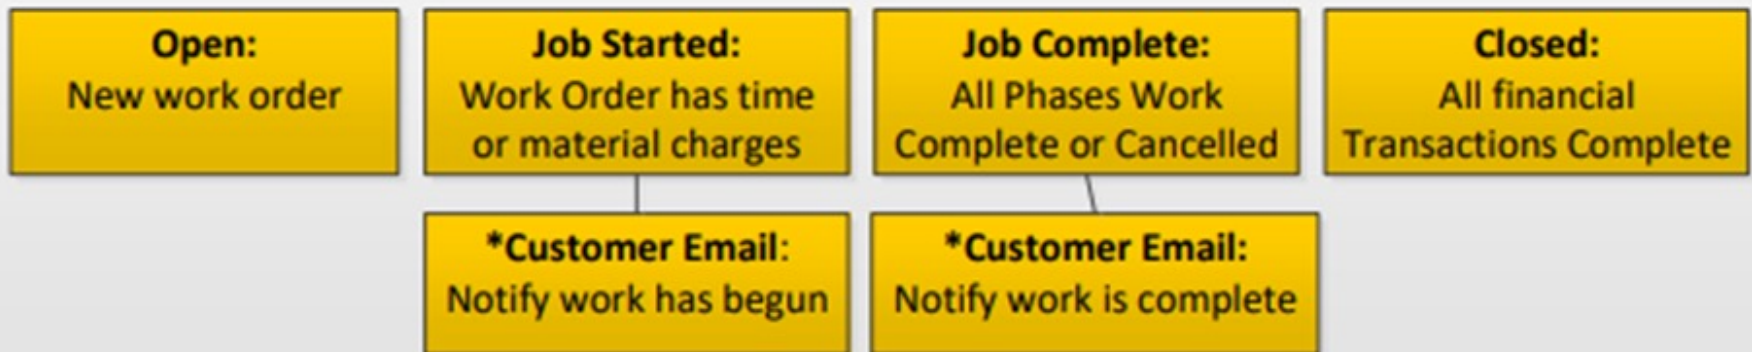 Open:
New work order
Job Started:
Work Order has time
or material charges
Job Complete:
All Phases Work
Complete or Cancelled
Closed:
All financial
Transactions Complete
*Customer Email:
Notify work has begun
*Customer Email:
Notify work is complete